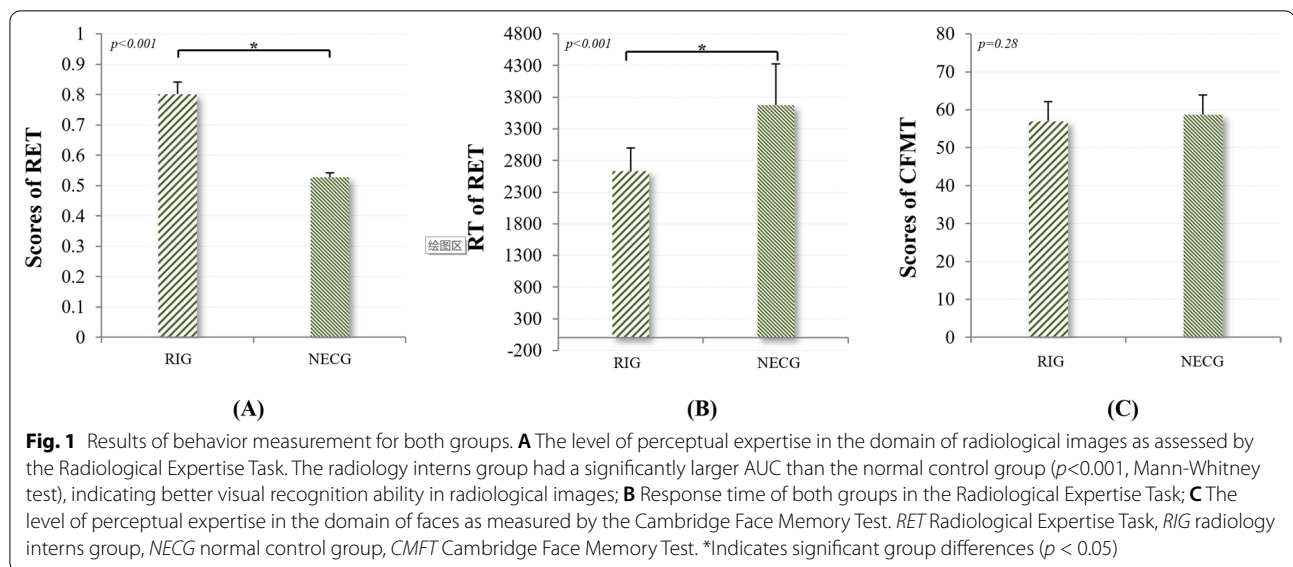 p<0.001
*
1
0.9
0.8
0.7
0.6
0.5
0.4
0.3
0.2
0.1
0
Scores of RET
RIG NECG
(A)
p<0.001
*
4800
4300
3800
3300
2800
2300
1800
1300
800
300
-200
RT of RET
绘图区
RIG NECG
(B)
p=0.28
80
70
60
50
40
30
20
10
0
Scores of CFMT
RIG NECG
(C)
Fig. 1 Results of behavior measurement for both groups. A The level of perceptual expertise in the domain of radiological images as assessed by
the Radiological Expertise Task. The radiology interns group had a significantly larger AUC than the normal control group (p<0.001, Mann-Whitney
test), indicating better visual recognition ability in radiological images; B Response time of both groups in the Radiological Expertise Task; C The
level of perceptual expertise in the domain of faces as measured by the Cambridge Face Memory Test. RET Radiological Expertise Task, RIG radiology
interns group, NECG normal control group, CMFT Cambridge Face Memory Test. *Indicates significant group differences (p < 0.05)